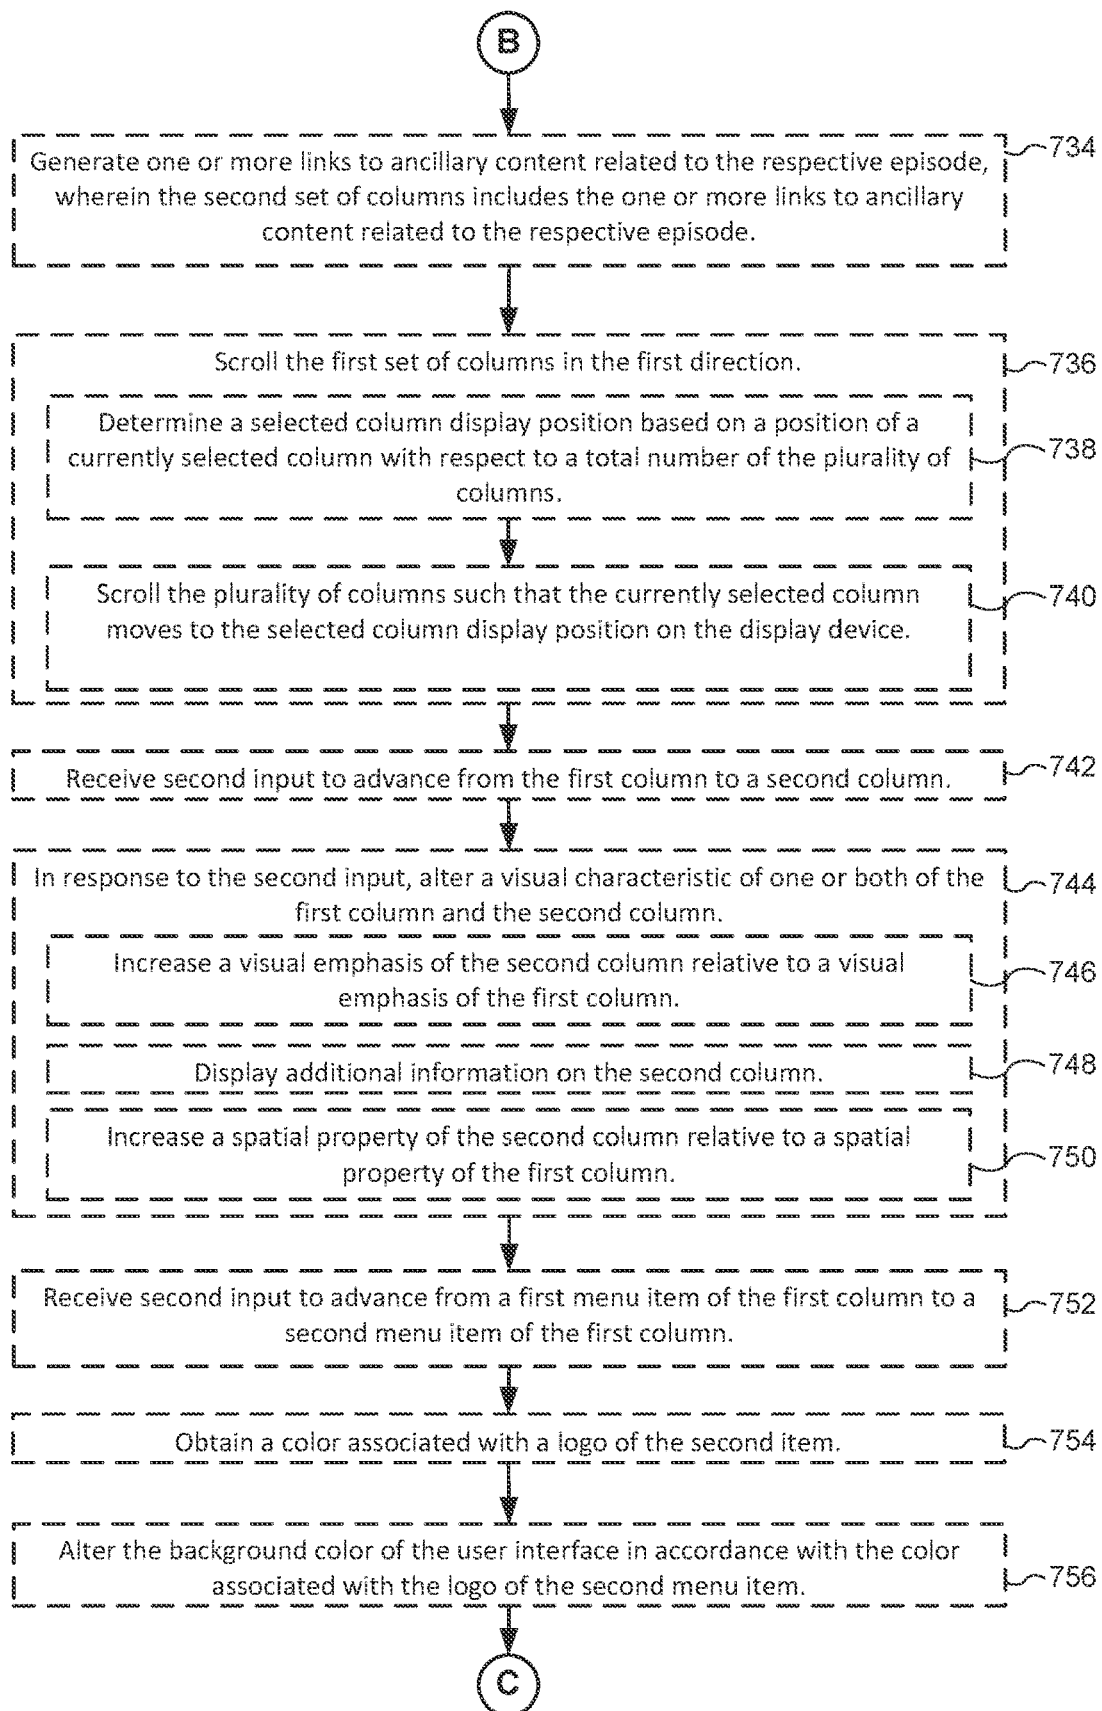 B
734
Generate one or more links to ancillary content related to the respective episode,
wherein the second set of columns includes the one or more links to ancillary
content related to the respective episode.
Scroll the first set of columns in the first direction.
736
Determine a selected column display position based on a position of a
currently selected column with respect to a total number of the plurality of
columns.
738
Scroll the plurality of columns such that the currently selected column
moves to the selected column display position on the display device.
740
Receive second input to advance from the first column to a second column.
742
In response to the second input, alter a visual characteristic of one or both of the
first column and the second column.
744
Increase a visual emphasis of the second column relative to a visual
emphasis of the first column.
746
Display additional information on the second column.
748
Increase a spatial property of the second column relative to a spatial
property of the first column.
750
Receive second input to advance from a first menu item of the first column to a
second menu item of the first column.
752
Obtain a color associated with a logo of the second item.
754
Alter the background color of the user interface in accordance with the color
associated with the logo of the second menu item.
756
C